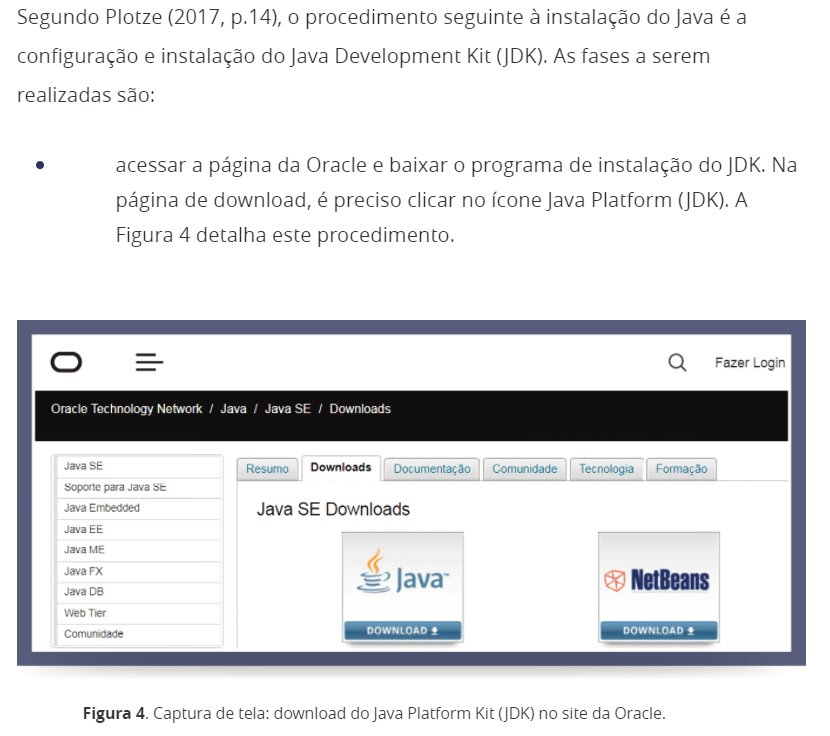 Segundo Plotze (2017, p.14), o procedimento seguinte à instalação do Java é a
configuração e instalação do Java Development Kit (JDK). As fases a serem
realizadas são:
acessar a página da Oracle e baixar o programa de instalação do JDK. Na
página de download, é preciso clicar no ícone Java Platform (JDK). A
Figura 4 detalha este procedimento.
Fazer Login
Oracle Technology Network / Java / Java SE / Downloads
Java SE
Soporte para Java SE
Java Embedded
Java EE
Java ME
Java FX
Java DB
Web Tier
Comunidade
Resumo Downloads Documentação Comunidade Tecnologia Formação
Java SE Downloads
Java™
DOWNLOAD
NetBeans
DOWNLOAD
Figura 4. Captura de tela: download do Java Platform Kit (JDK) no site da Oracle.